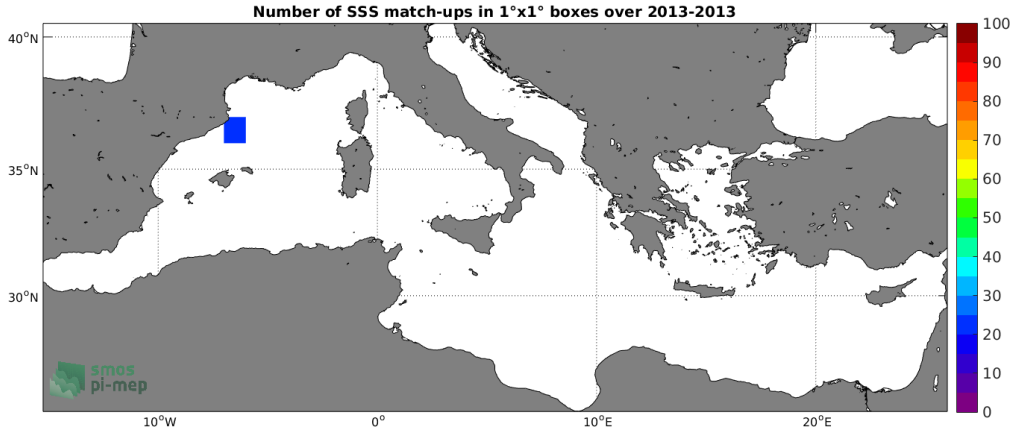 Number of SSS match-ups in 1°x1° boxes over 2013-2013
40°N
35°N
30°N
10°W
0°
10°E
20°E
100
90
80
70
60
50
40
30
20
10
0
smos
pi-mep